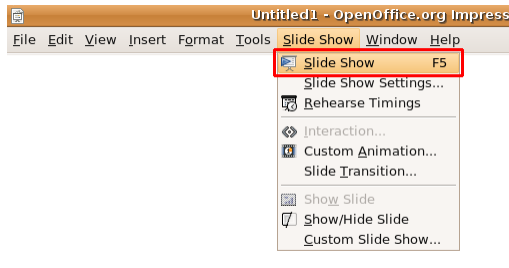 Untitled1 - OpenOffice.org Impress
File Edit View Insert Format Tools Slide Show Window Help
Slide Show F5
Slide Show Settings...
Rehearse Timings
Interaction...
Custom Animation...
Slide Transition...
Show Slide
Show/Hide Slide
Custom Slide Show...